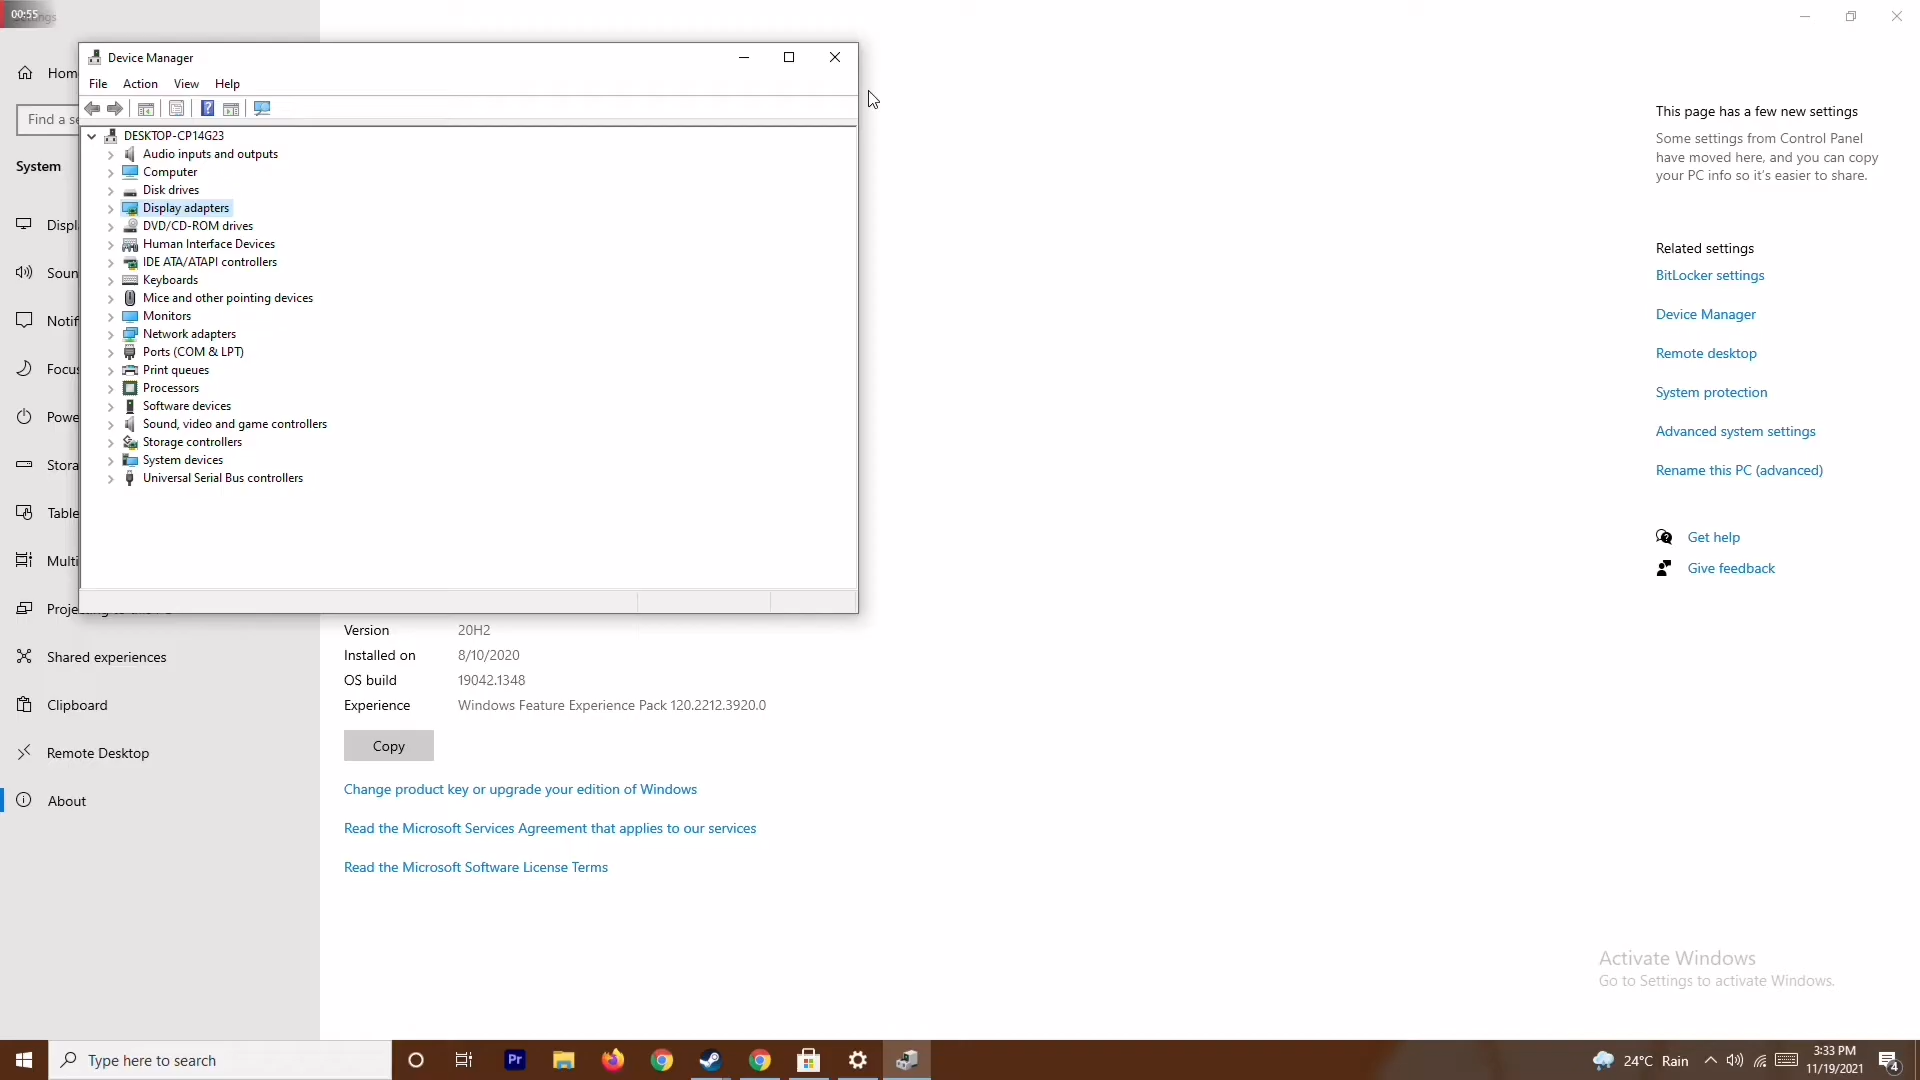 00:55
Device Manager
File Action View Help
DESKTOP-CP14G23
Audio inputs and outputs
Computer
Disk drives
Display adapters
DVD/CD-ROM drives
Human Interface Devices
IDE ATA/ATAPI controllers
Keyboards
Mice and other pointing devices
Monitors
Network adapters
Ports (COM & LPT)
Print queues
Processors
Software devices
Sound, video and game controllers
Storage controllers
System devices
Universal Serial Bus controllers
Hom
Find a se
System
Displ
Soun
Notif
Focus
Powe
Stora
Table
Multi
Shared experiences
Clipboard
Remote Desktop
About
Version 20H2
Installed on 8/10/2020
OS build 19042.1348
Experience Windows Feature Experience Pack 120.2212.3920.0
Copy
Change product key or upgrade your edition of Windows
Read the Microsoft Services Agreement that applies to our services
Read the Microsoft Software License Terms
This page has a few new settings
Some settings from Control Panel
have moved here, and you can copy
your PC info so it's easier to share.
Related settings
BitLocker settings
Device Manager
Remote desktop
System protection
Advanced system settings
Rename this PC (advanced)
Get help
Give feedback
Activate Windows
Go to Settings to activate Windows.
Type here to search
Pr
24°C Rain
3:33 PM
11/19/2021
4